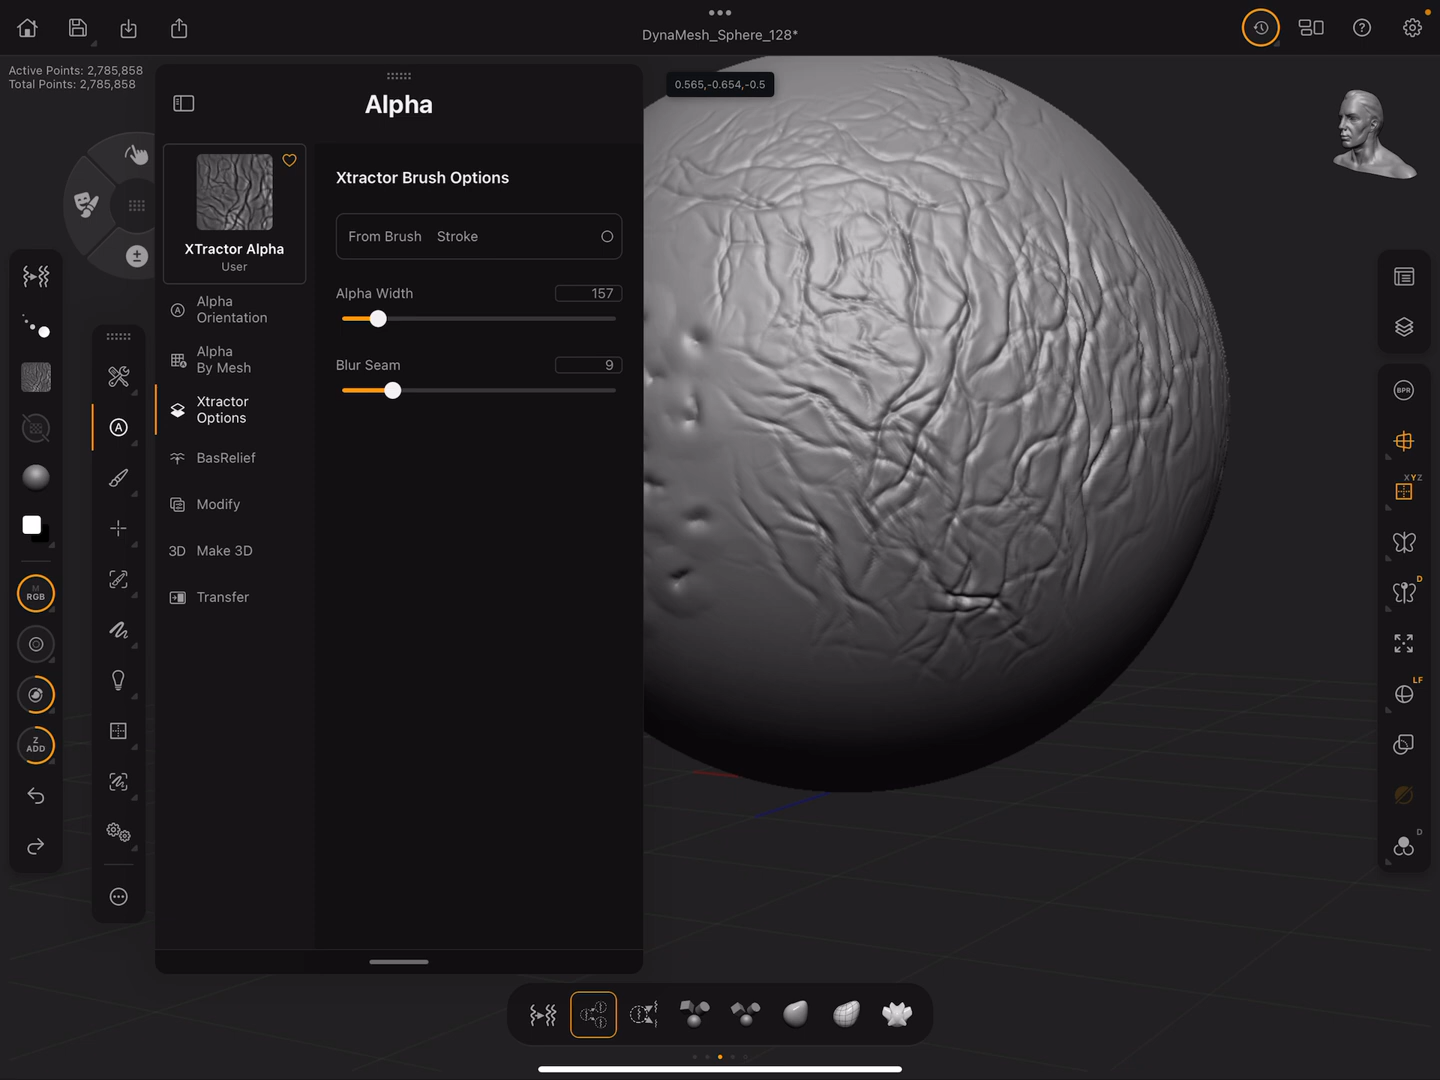 DynaMesh_Sphere_128*
Active Points: 2,785,858
Total Points: 2,785,858
0.565,-0.654,-0.5
Alpha
XTractor Alpha
User
Alpha
Orientation
Alpha
By Mesh
Xtractor
Options
BasRelief
Modify
3D Make 3D
Transfer
Xtractor Brush Options
From Brush Stroke
Alpha Width 157
Blur Seam 9
A
M
RGB
Z
ADD
BPR
XYZ
D
LF
D